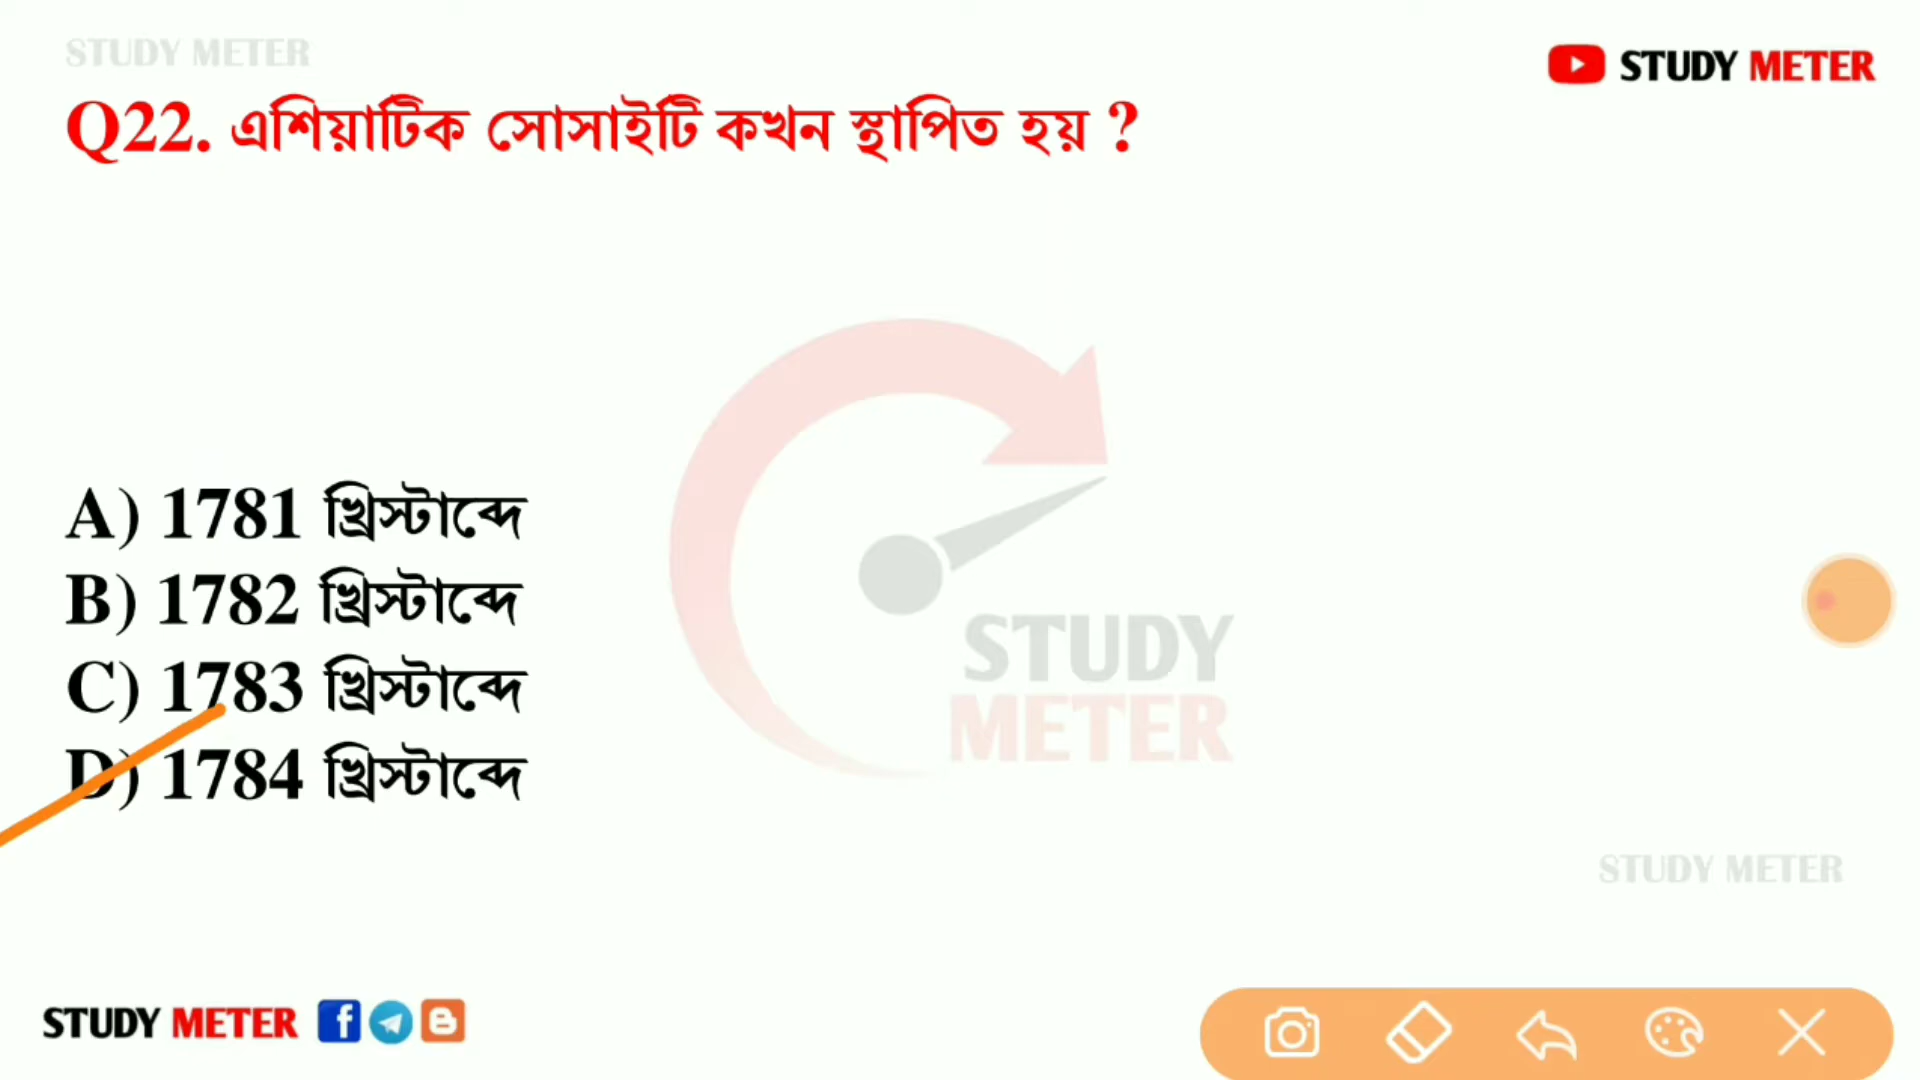 STUDY METER
STUDY METER
Q22. এশিয়াটিক সোসাইটি কখন স্থাপিত হয় ?
A) 1781 খ্রিস্টাব্দে
B) 1782 খ্রিস্টাব্দে
C) 1783 খ্রিস্টাব্দে
D) 1784 খ্রিস্টাব্দে
STUDY
METER
STUDY METER
STUDY METER